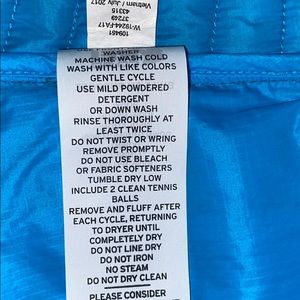 Vietnam / July 2017
W-19244-FA17
43315
37249
109461
WASHER
MACHINE WASH COLD
WASH WITH LIKE COLORS
GENTLE CYCLE
USE MILD POWDERED
DETERGENT
OR DOWN WASH
RINSE THOROUGHLY AT
LEAST TWICE
DO NOT TWIST OR WRING
REMOVE PROMPTLY
DO NOT USE BLEACH
OR FABRIC SOFTENERS
TUMBLE DRY LOW
INCLUDE 2 CLEAN TENNIS
BALLS
REMOVE AND FLUFF AFTER
EACH CYCLE, RETURNING
TO DRYER UNTIL
COMPLETELY DRY
DO NOT LINE DRY
DO NOT IRON
NO STEAM
DO NOT DRY CLEAN
PLEASE CONSIDER